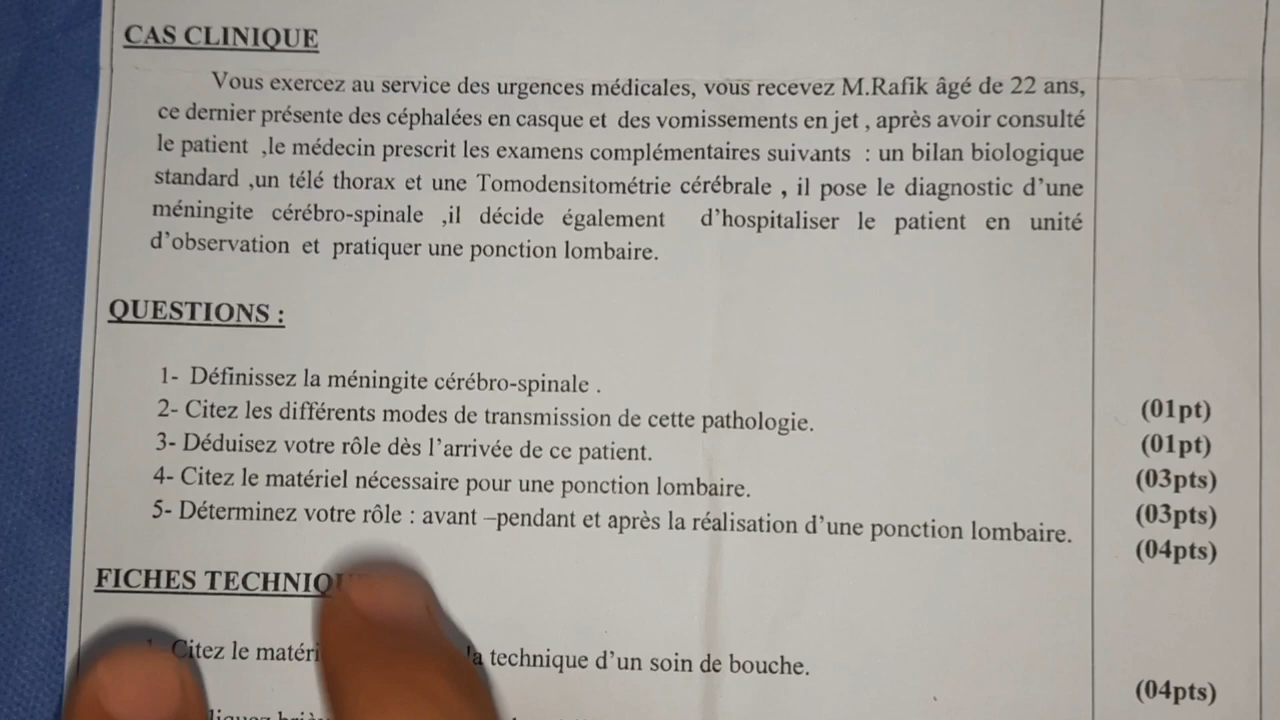 CAS CLINIQUE
Vous exercez au service des urgences médicales, vous recevez M.Rafik âgé de 22 ans,
ce dernier présente des céphalées en casque et des vomissements en jet , après avoir consulté
le patient ,le médecin prescrit les examens complémentaires suivants : un bilan biologique
standard ,un télé thorax et une Tomodensitométrie cérébrale , il pose le diagnostic d'une
méningite cérébro-spinale ,il décide également d'hospitaliser le patient en unité
d'observation et pratiquer une ponction lombaire.
QUESTIONS :
1- Définissez la méningite cérébro-spinale .
(01pt)
2- Citez les différents modes de transmission de cette pathologie.
(01pt)
3- Déduisez votre rôle dès l'arrivée de ce patient.
(03pts)
4- Citez le matériel nécessaire pour une ponction lombaire.
(03pts)
5- Déterminez votre rôle : avant –pendant et après la réalisation d'une ponction lombaire.
(04pts)
FICHES
Citez le la technique d'un soin de bouche.
(04pts)